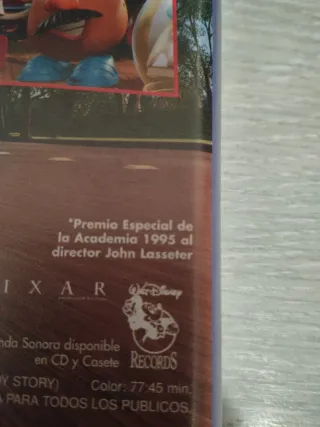 "Premio Especial de
la Academia 1995 al
director John Lasseter
IXAR
Walt Disney
RECORDS
nda Sonora disponible
en CD y Casete
OY STORY) Color: 77:45 min.
A PARA TODOS LOS PUBLICOS.